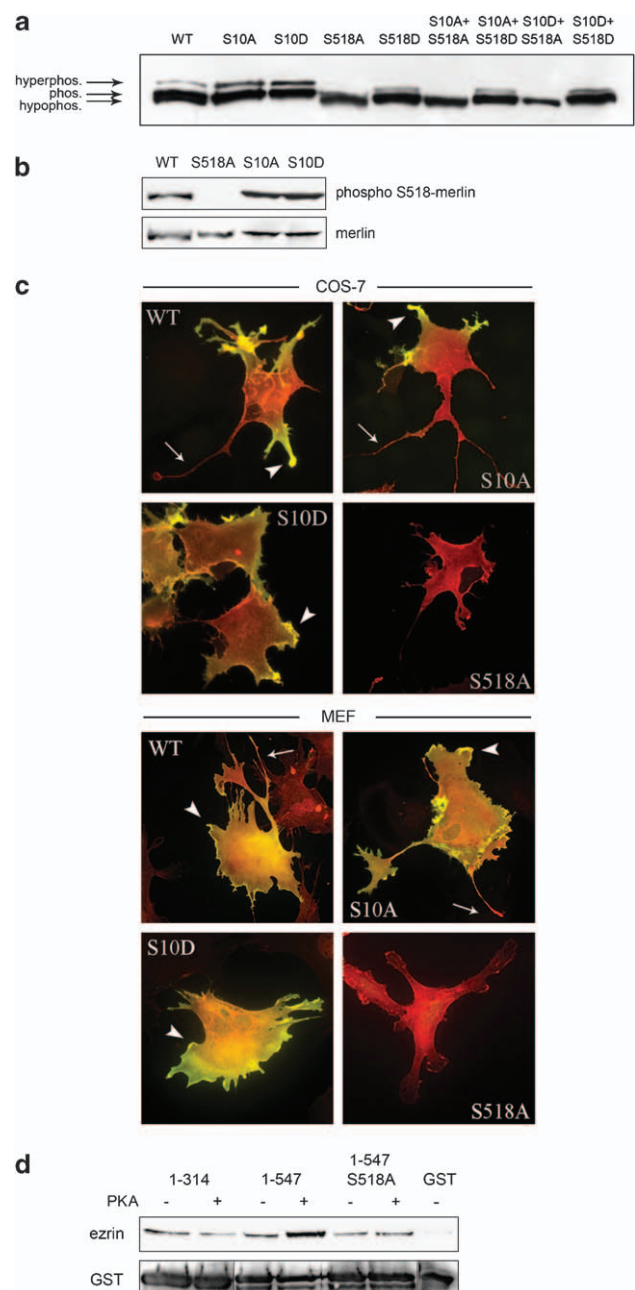 a
WT S10A S10D S518A S518D S10A+ S518A S10A+ S518D S10D+ S518A S10D+ S518D
hyperphos.
phos.
hypophos.
b
WT S518A S10A S10D
phospho S518-merlin
merlin
c
COS-7
WT
S10A
S10D
S518A
MEF
WT
S10A
S10D
S518A
d
1-314 1-547 1-547 S518A GST
PKA - + - + - + -
ezrin
GST